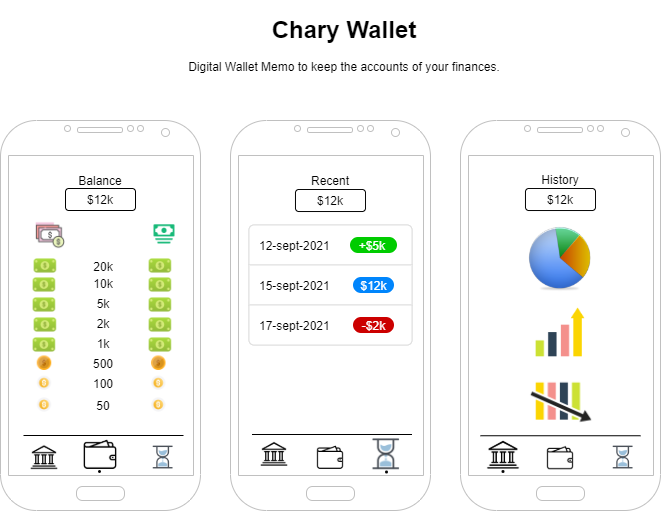 Chary Wallet
Digital Wallet Memo to keep the accounts of your finances.
Balance
$12k
20k
10k
5k
2k
1k
500
100
50
Recent
$12k
12-sept-2021 +$5k
15-sept-2021 $12k
17-sept-2021 -$2k
History
$12k